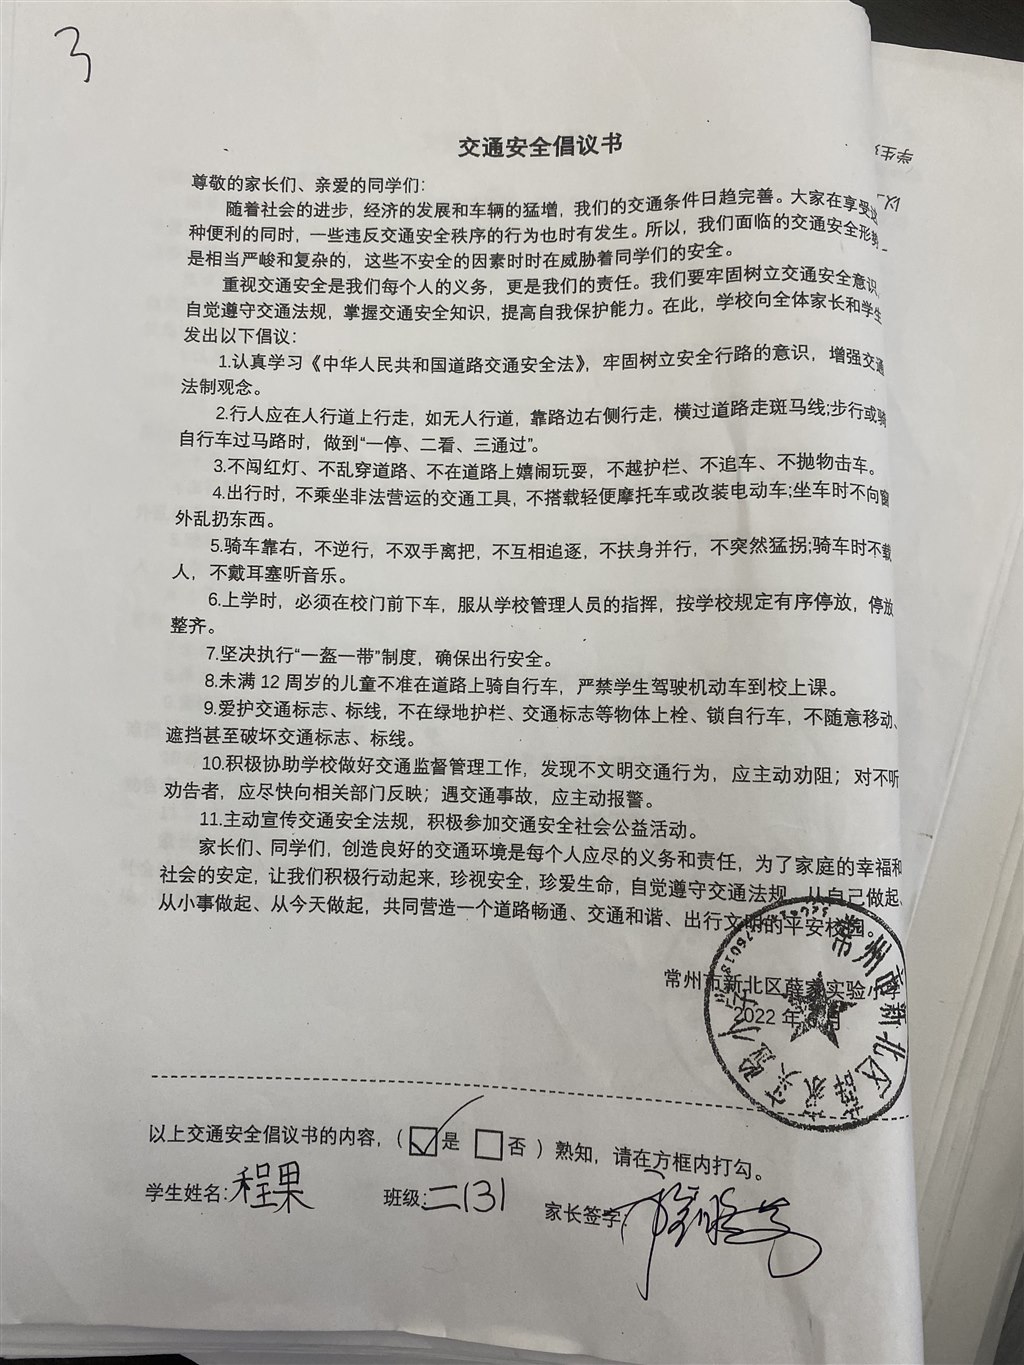 3
交通安全倡议书
尊敬的家长们、亲爱的同学们：
随着社会的进步，经济的发展和车辆的猛增，我们的交通条件日趋完善。大家在享受这
种便利的同时，一些违反交通安全秩序的行为也时有发生。所以，我们面临的交通安全形势
是相当严峻和复杂的，这些不安全的因素时时在威胁着同学们的安全。
重视交通安全是我们每个人的义务，更是我们的责任。我们要牢固树立交通安全意识，
自觉遵守交通法规，掌握交通安全知识，提高自我保护能力。在此，学校向全体家长和学生
发出以下倡议：
1.认真学习《中华人民共和国道路交通安全法》，牢固树立安全行路的意识，增强交通
法制观念。
2.行人应在人行道上行走，如无人行道，靠路边右侧行走，横过道路走斑马线;步行或骑
自行车过马路时，做到“一停、二看、三通过”。
3.不闯红灯、不乱穿道路、不在道路上嬉闹玩耍，不越护栏、不追车、不抛物击车。
4.出行时，不乘坐非法营运的交通工具，不搭载轻便摩托车或改装电动车;坐车时不向窗
外乱扔东西。
5.骑车靠右，不逆行，不双手离把，不互相追逐，不扶身并行，不突然猛拐;骑车时不载
人，不戴耳塞听音乐。
6.上学时，必须在校门前下车，服从学校管理人员的指挥，按学校规定有序停放，停放
整齐。
7.坚决执行“一盔一带”制度，确保出行安全。
8.未满 12 周岁的儿童不准在道路上骑自行车，严禁学生驾驶机动车到校上课。
9.爱护交通标志、标线，不在绿地护栏、交通标志等物体上栓、锁自行车，不随意移动、
遮挡甚至破坏交通标志、标线。
10.积极协助学校做好交通监督管理工作，发现不文明交通行为，应主动劝阻；对不听
劝告者，应尽快向相关部门反映；遇交通事故，应主动报警。
11.主动宣传交通安全法规，积极参加交通安全社会公益活动。
家长们、同学们，创造良好的交通环境是每个人应尽的义务和责任，为了家庭的幸福和
社会的安定，让我们积极行动起来，珍视安全，珍爱生命，自觉遵守交通法规，从自己做起、
从小事做起、从今天做起，共同营造一个道路畅通、交通和谐、出行文明的平安校园。
常州市新北区薛家实验小学
2022 年 月
常州市新北区薛家实验小学
以上交通安全倡议书的内容，（☑是 □否 ）熟知，请在方框内打勾。
学生姓名：程果 班级：二(3) 家长签字：